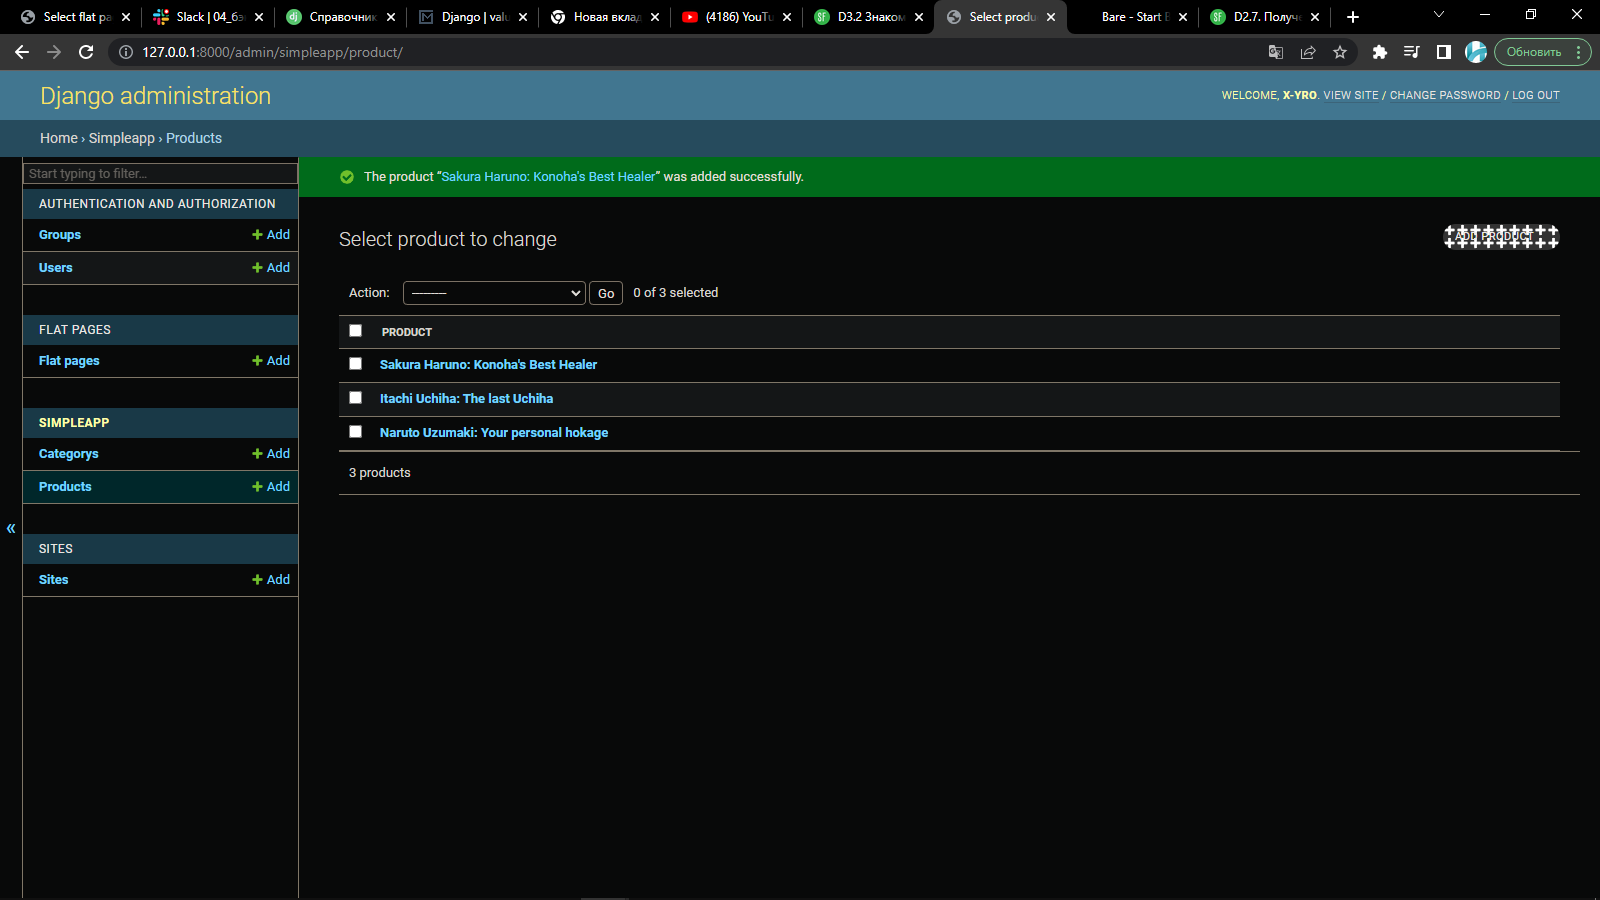 Select flat pa
Slack | 04_бэ
Справочник
Django | valu
Новая вклад
(4186) YouTu
D3.2 Знаком
Select produ
Bare - Start B
D2.7. Получе
127.0.0.1:8000/admin/simpleapp/product/
Обновить
Django administration
WELCOME, X-YRO. VIEW SITE / CHANGE PASSWORD / LOG OUT
Home › Simpleapp › Products
Start typing to filter...
The product “Sakura Haruno: Konoha's Best Healer” was added successfully.
AUTHENTICATION AND AUTHORIZATION
Groups + Add
Users + Add
FLAT PAGES
Flat pages + Add
SIMPLEAPP
Categorys + Add
Products + Add
SITES
Sites + Add
«
Select product to change
ADD PRODUCT
Action: --------- Go 0 of 3 selected
PRODUCT
Sakura Haruno: Konoha's Best Healer
Itachi Uchiha: The last Uchiha
Naruto Uzumaki: Your personal hokage
3 products